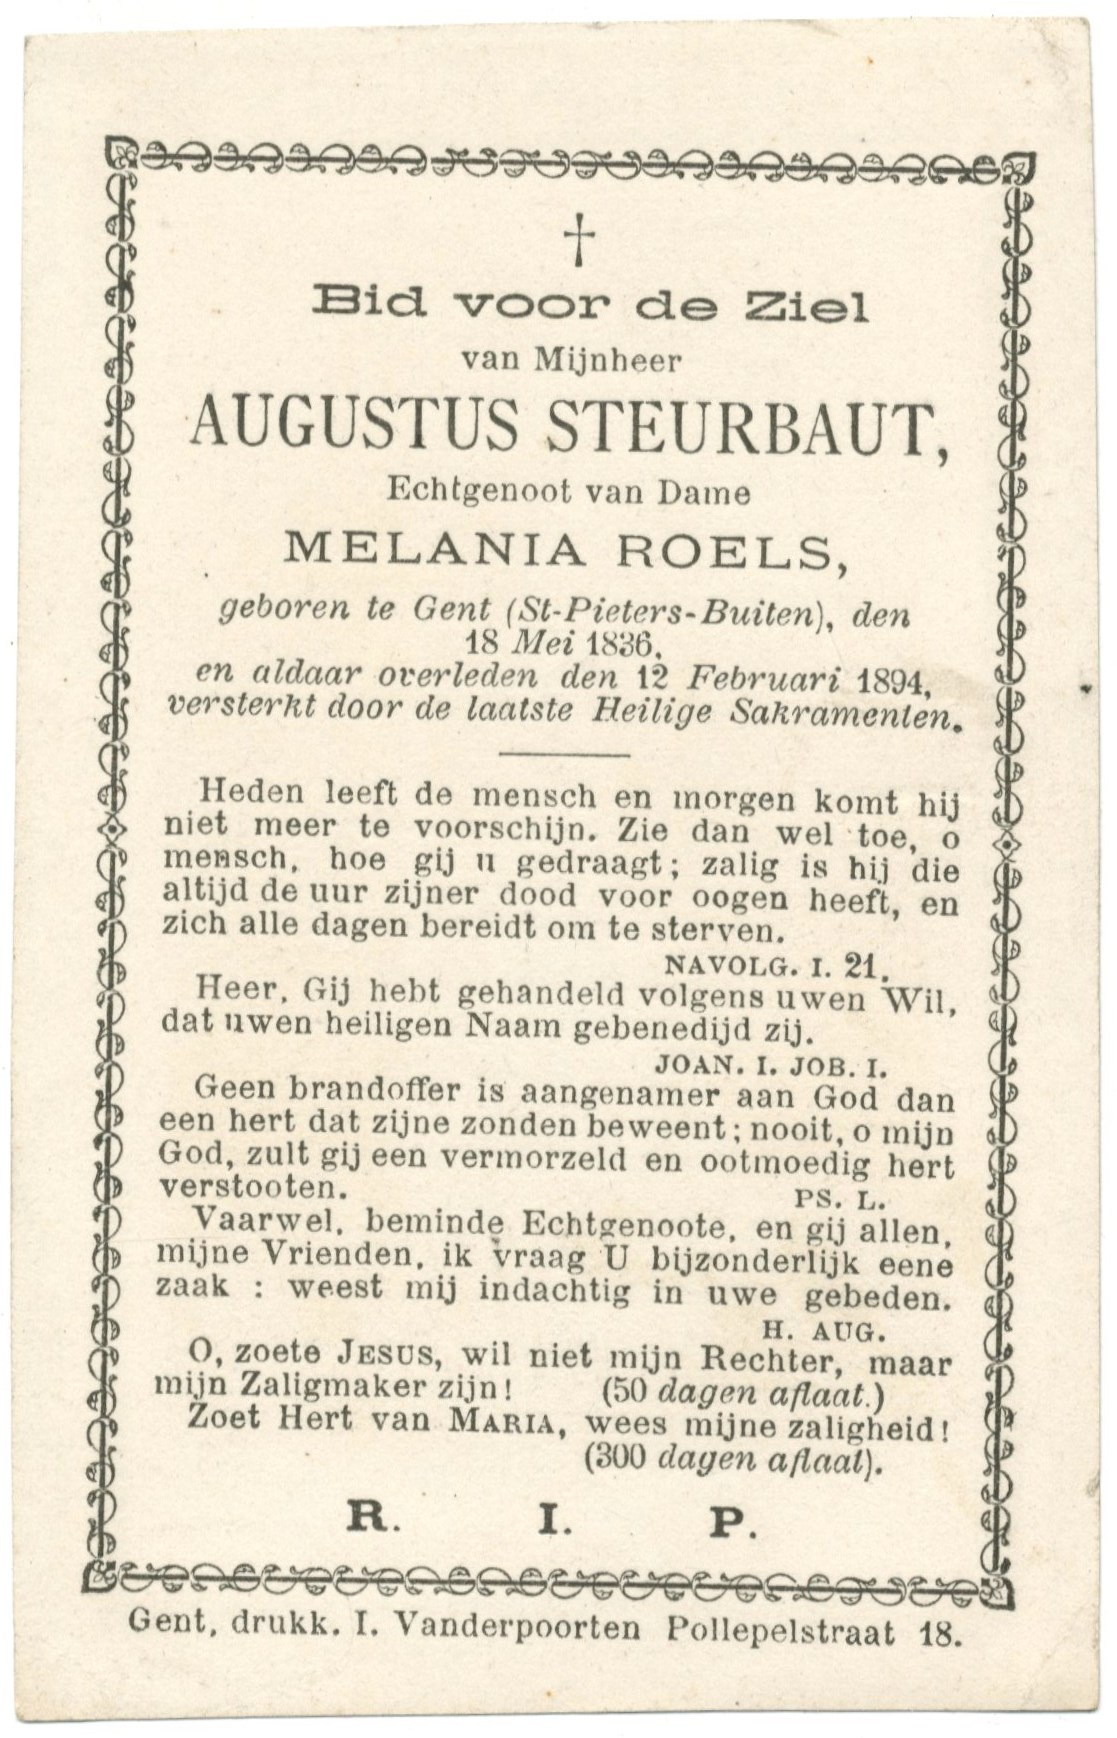 †
Bid voor de Ziel
van Mijnheer
AUGUSTUS STEURBAUT,
Echtgenoot van Dame
MELANIA ROELS,
geboren te Gent (St-Pieters-Buiten), den
18 Mei 1836.
en aldaar overleden den 12 Februari 1894,
versterkt door de laatste Heilige Sakramenten.
Heden leeft de mensch en morgen komt hij
niet meer te voorschijn. Zie dan wel toe, o
mensch, hoe gij u gedraagt; zalig is hij die
altijd de uur zijner dood voor oogen heeft, en
zich alle dagen bereidt om te sterven.
NAVOLG. I. 21.
Heer, Gij hebt gehandeld volgens uwen Wil,
dat uwen heiligen Naam gebenedijd zij.
JOAN. I. JOB. I.
Geen brandoffer is aangenamer aan God dan
een hert dat zijne zonden beweent; nooit, o mijn
God, zult gij een vermorzeld en ootmoedig hert
verstooten. PS. L.
Vaarwel, beminde Echtgenoote, en gij allen,
mijne Vrienden, ik vraag U bijzonderlijk eene
zaak : weest mij indachtig in uwe gebeden.
H. AUG.
O, zoete JESUS, wil niet mijn Rechter, maar
mijn Zaligmaker zijn! (50 dagen aflaat.)
Zoet Hert van MARIA, wees mijne zaligheid!
(300 dagen aflaat).
R. I. P.
Gent, drukk. I. Vanderpoorten Pollepelstraat 18.